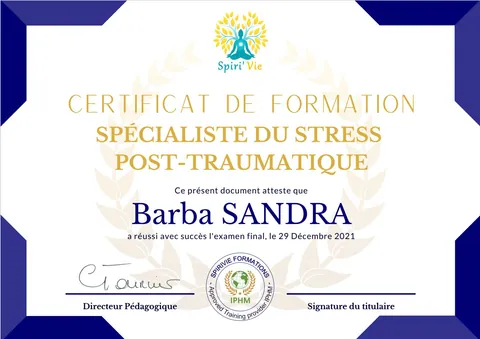 Spiri'Vie
CERTIFICAT DE FORMATION
SPÉCIALISTE DU STRESS
POST-TRAUMATIQUE
Ce présent document atteste que
Barba SANDRA
a réussi avec succès l'examen final, le 29 Décembre 2021
SPIRIVIE FORMATIONS
IPHM
Approved Training provider IPHM
Directeur Pédagogique
Signature du titulaire